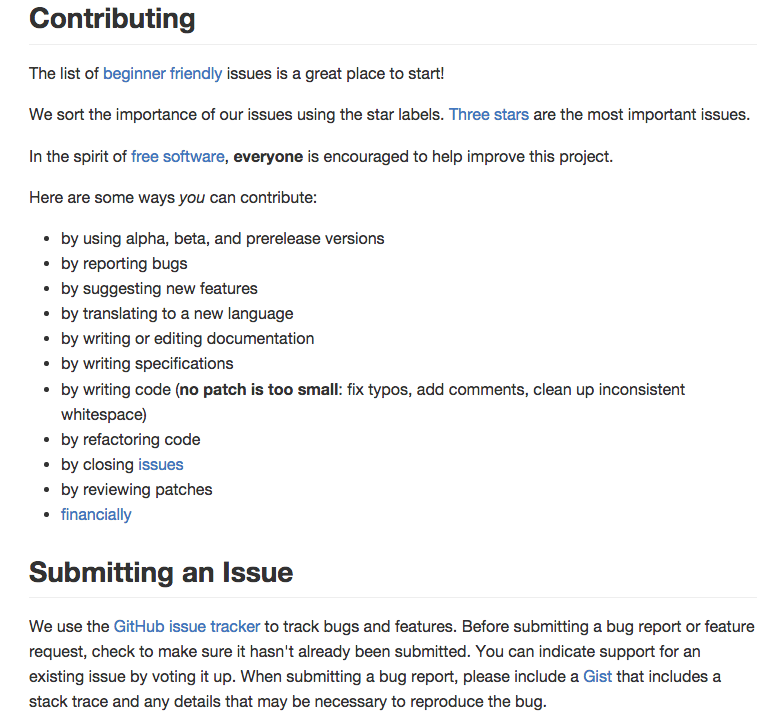 Contributing
The list of beginner friendly issues is a great place to start!
We sort the importance of our issues using the star labels. Three stars are the most important issues.
In the spirit of free software, everyone is encouraged to help improve this project.
Here are some ways you can contribute:
• by using alpha, beta, and prerelease versions
• by reporting bugs
• by suggesting new features
• by translating to a new language
• by writing or editing documentation
• by writing specifications
• by writing code (no patch is too small: fix typos, add comments, clean up inconsistent
whitespace)
• by refactoring code
• by closing issues
• by reviewing patches
• financially
Submitting an Issue
We use the GitHub issue tracker to track bugs and features. Before submitting a bug report or feature
request, check to make sure it hasn't already been submitted. You can indicate support for an
existing issue by voting it up. When submitting a bug report, please include a Gist that includes a
stack trace and any details that may be necessary to reproduce the bug.